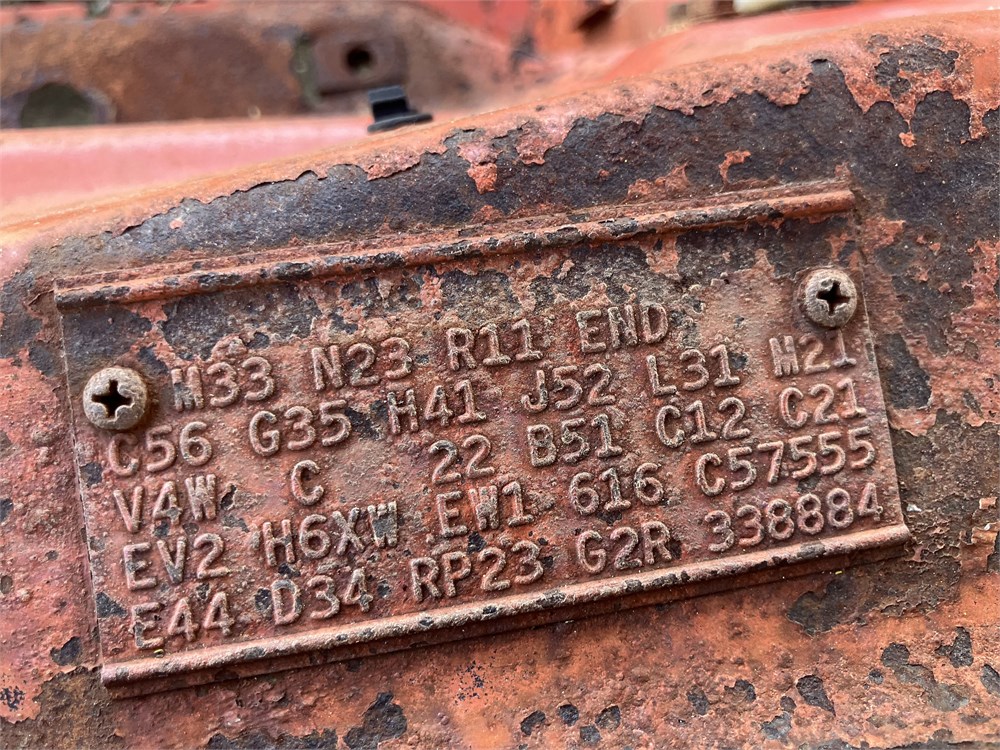 M33 N23 R11 END
C56 G35 H41 J52 L31 M21
V4W C 22 B51 C12 C21
EV2 H6XW EW1 616 C57555
E44 D34 RP23 G2R 338884